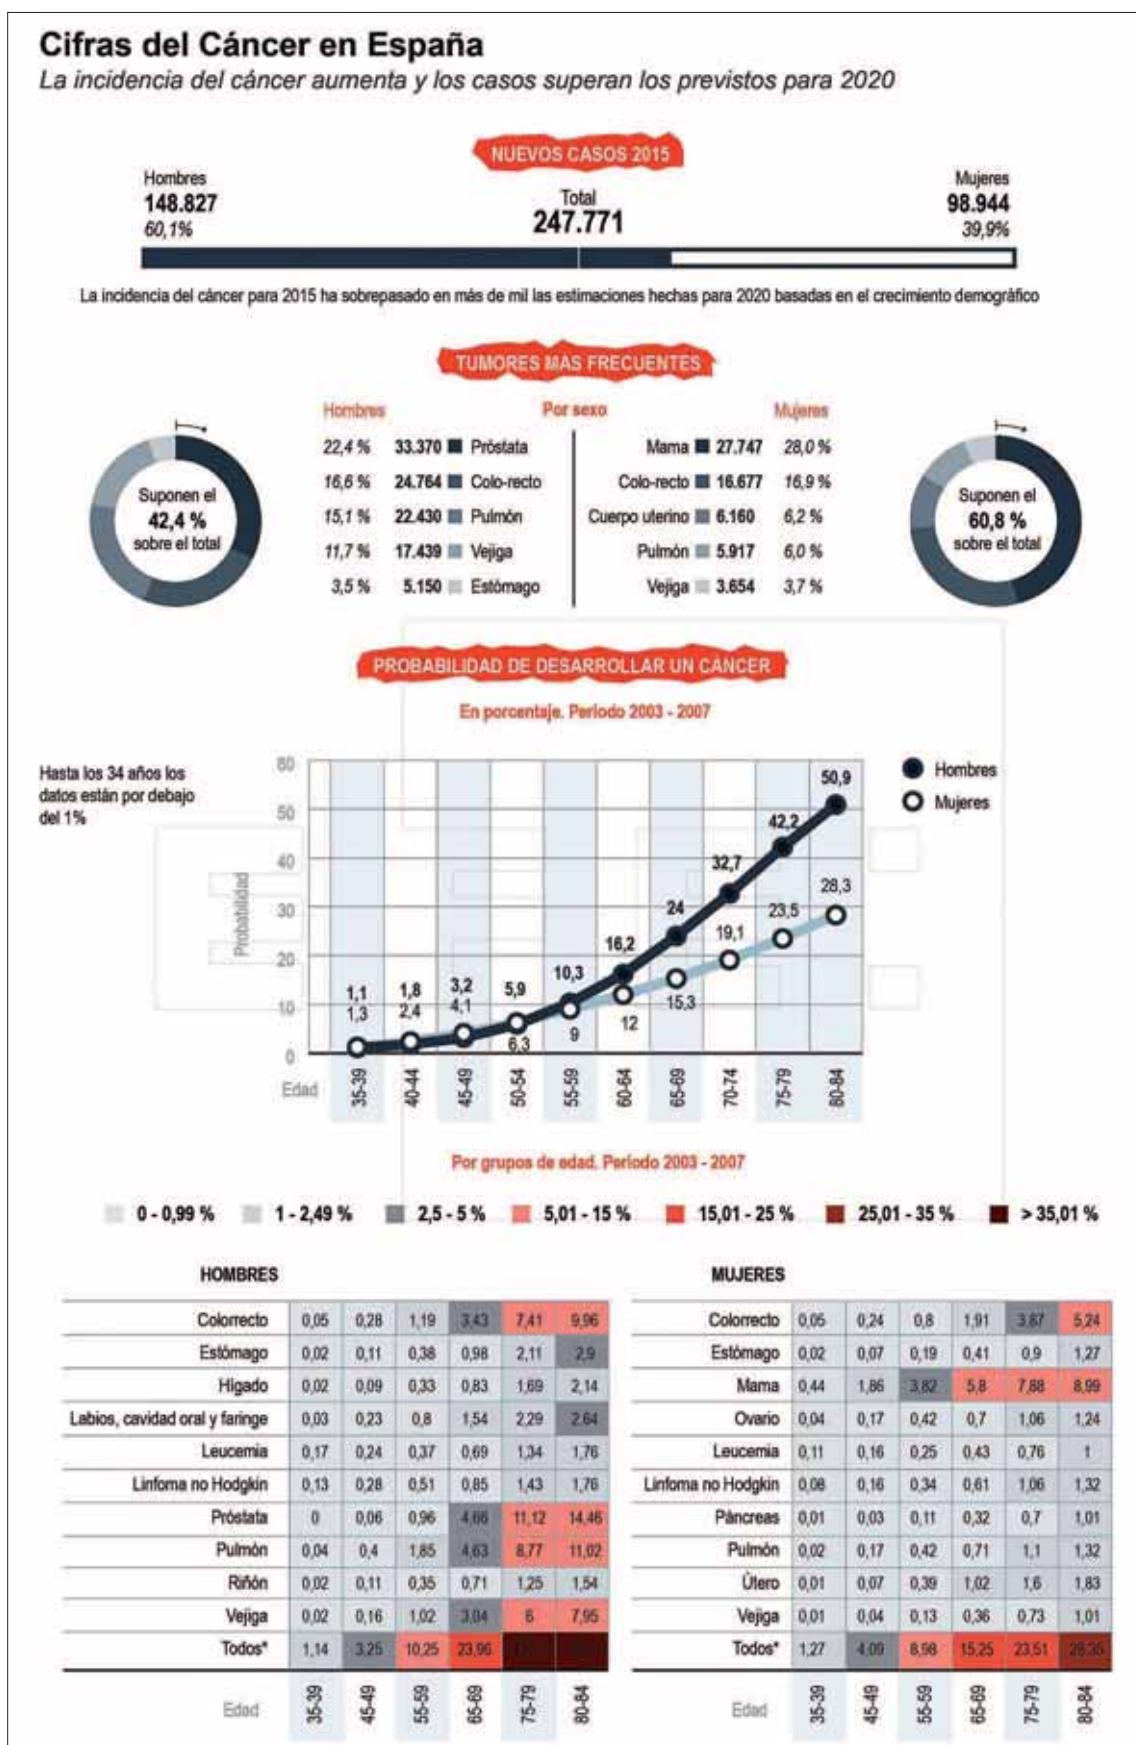 Cifras del Cáncer en España
La incidencia del cáncer aumenta y los casos superan los previstos para 2020
NUEVOS CASOS 2015
Hombres
148.827
60,1%
Total
247.771
Mujeres
98.944
39,9%
La incidencia del cáncer para 2015 ha sobrepasado en más de mil las estimaciones hechas para 2020 basadas en el crecimiento demográfico
TUMORES MÁS FRECUENTES
Hombres Por sexo Mujeres
Suponen el
42,4 %
sobre el total
22,4 % 33.370 Próstata
16,6 % 24.764 Colo-recto
15,1 % 22.430 Pulmón
11,7 % 17.439 Vejiga
3,5 % 5.150 Estómago
Mama 27.747 28,0 %
Colo-recto 16.677 16,9 %
Cuerpo uterino 6.160 6,2 %
Pulmón 5.917 6,0 %
Vejiga 3.654 3,7 %
Suponen el
60,8 %
sobre el total
PROBABILIDAD DE DESARROLLAR UN CÁNCER
En porcentaje. Periodo 2003 - 2007
Hasta los 34 años los
datos están por debajo
del 1%
Hombres
Mujeres
Probabilidad
60
50
40
30
20
10
0
1,1 1,8 3,2 5,9 10,3 16,2 24 32,7 42,2 50,9
1,3 2,4 4,1 6,3 9 12 15,3 19,1 23,5 28,3
Edad 35-39 40-44 45-49 50-54 55-59 60-64 65-69 70-74 75-79 80-84
Por grupos de edad. Periodo 2003 - 2007
0 - 0,99 % 1 - 2,49 % 2,5 - 5 % 5,01 - 15 % 15,01 - 25 % 25,01 - 35 % > 35,01 %
HOMBRES
Colorrecto 0,05 0,28 1,19 3,43 7,41 9,96
Estómago 0,02 0,11 0,38 0,98 2,11 2,9
Hígado 0,02 0,09 0,33 0,83 1,69 2,14
Labios, cavidad oral y faringe 0,03 0,23 0,8 1,54 2,29 2,64
Leucemia 0,17 0,24 0,37 0,69 1,34 1,76
Linfoma no Hodgkin 0,13 0,28 0,51 0,85 1,43 1,76
Próstata 0 0,06 0,96 4,66 11,12 14,46
Pulmón 0,04 0,4 1,85 4,63 8,77 11,02
Riñón 0,02 0,11 0,35 0,71 1,25 1,54
Vejiga 0,02 0,16 1,02 3,04 6 7,95
Todos* 1,14 3,25 10,25 23,96
Edad 35-39 45-49 55-59 65-69 75-79 80-84
MUJERES
Colorrecto 0,05 0,24 0,8 1,91 3,87 5,24
Estómago 0,02 0,07 0,19 0,41 0,9 1,27
Mama 0,44 1,86 3,82 5,8 7,88 8,99
Ovario 0,04 0,17 0,42 0,7 1,06 1,24
Leucemia 0,11 0,16 0,25 0,43 0,76 1
Linfoma no Hodgkin 0,08 0,16 0,34 0,61 1,06 1,32
Páncreas 0,01 0,03 0,11 0,32 0,7 1,01
Pulmón 0,02 0,17 0,42 0,71 1,1 1,32
Útero 0,01 0,07 0,39 1,02 1,6 1,83
Vejiga 0,01 0,04 0,13 0,36 0,73 1,01
Todos* 1,27 4,09 8,98 15,25 23,51
Edad 35-39 45-49 55-59 65-69 75-79 80-84